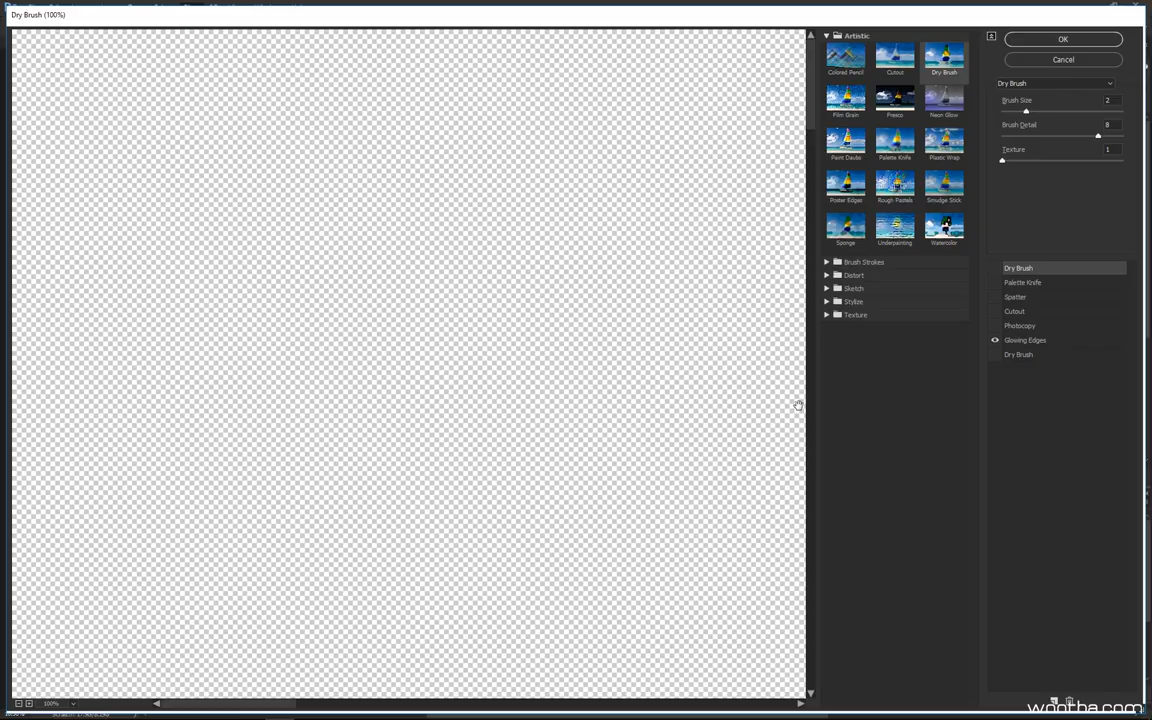 Dry Brush (100%)
Artistic
Colored Pencil
Cutout
Dry Brush
Film Grain
Fresco
Neon Glow
Paint Daubs
Palette Knife
Plastic Wrap
Poster Edges
Rough Pastels
Smudge Stick
Sponge
Underpainting
Watercolor
Brush Strokes
Distort
Sketch
Stylize
Texture
OK
Cancel
Dry Brush
Brush Size 2
Brush Detail 8
Texture 1
Dry Brush
Palette Knife
Spatter
Cutout
Photocopy
Glowing Edges
Dry Brush
100%
wootha.com